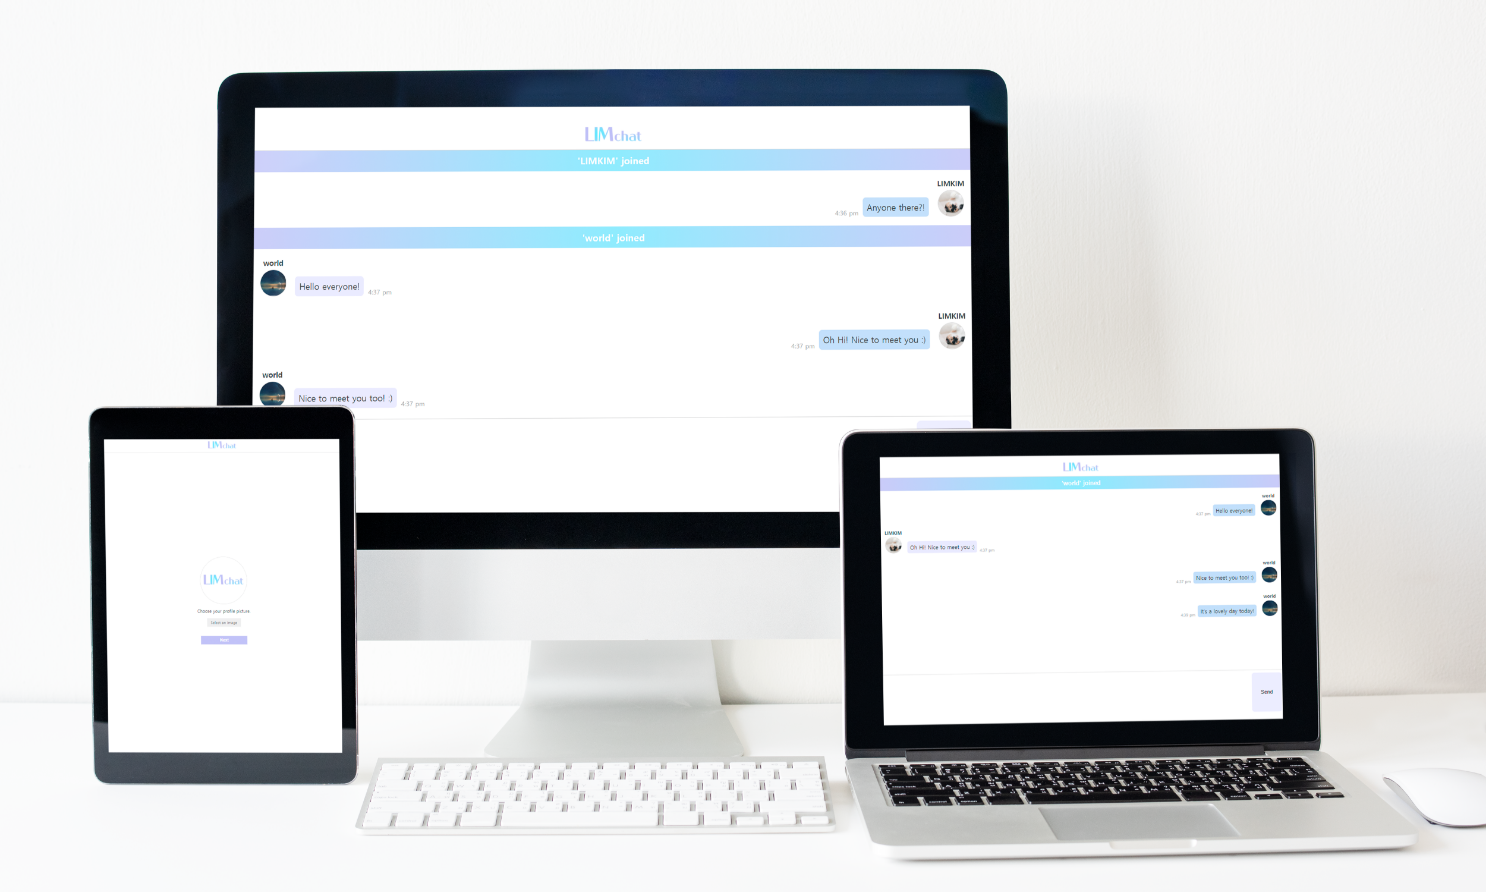 LIMchat
'LIMKIM' joined
LIMKIM
4:36 pm
Anyone there?!
'world' joined
world
Hello everyone!
4:37 pm
LIMKIM
4:37 pm
Oh Hi! Nice to meet you :)
world
Nice to meet you too! :)
4:37 pm
LIMchat
LIMchat
Choose your profile picture
Select an image
LIMchat
'world' joined
world
4:37 pm
Hello everyone!
LIMKIM
Oh Hi! Nice to meet you :)
4:37 pm
world
4:37 pm
Nice to meet you too! :)
world
It's a lovely day today!
Send